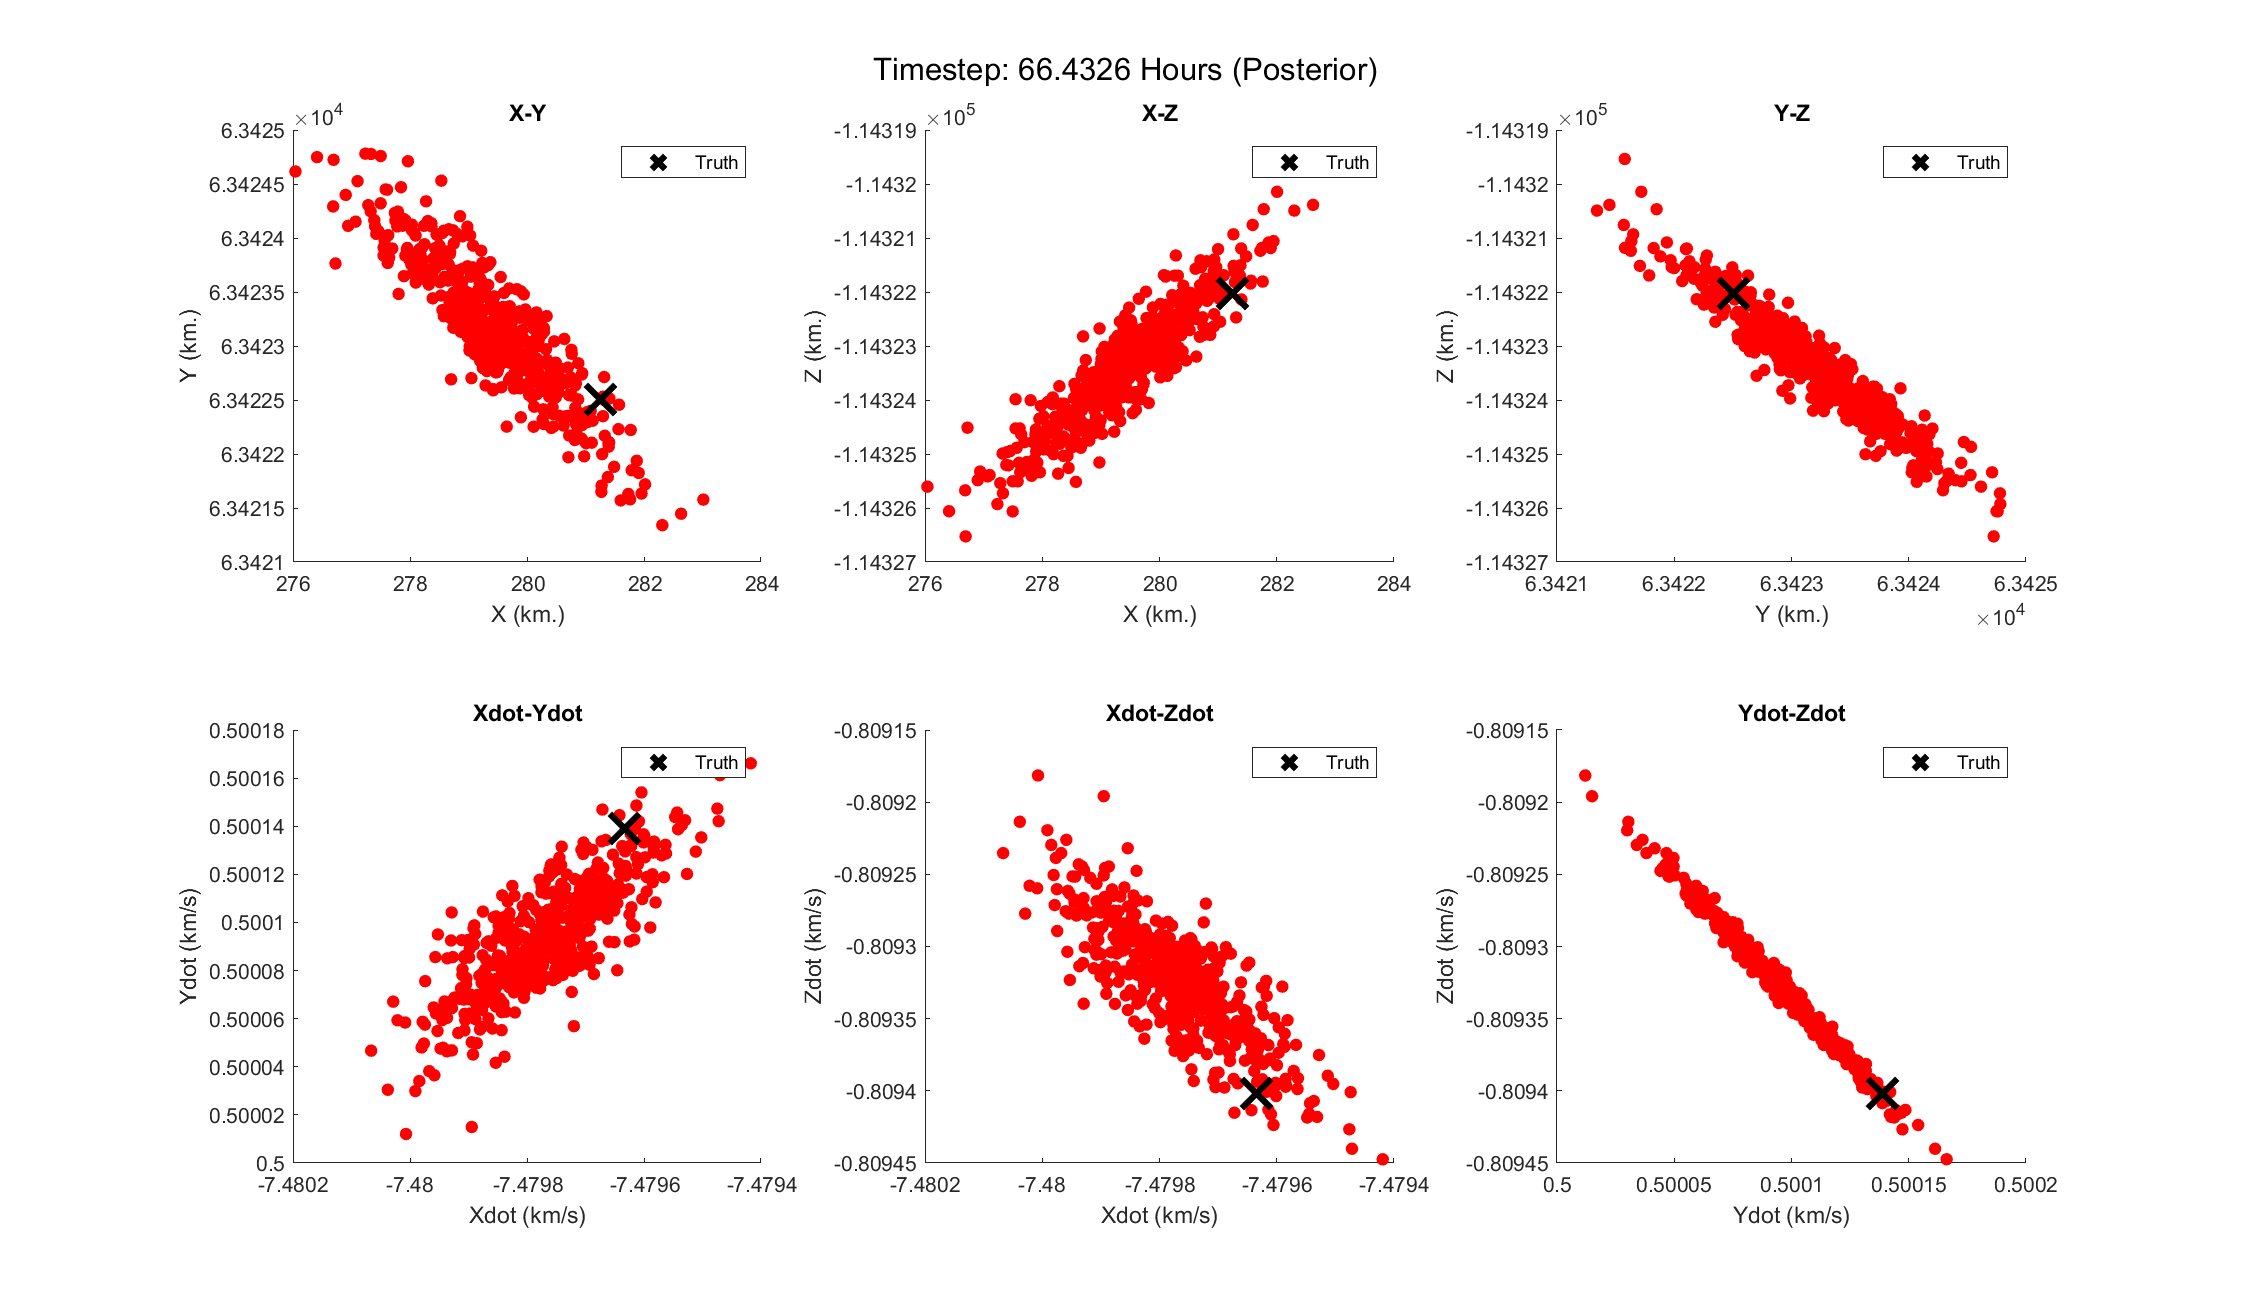 Timestep: 66.4326 Hours (Posterior)
X-Y
×10^4
6.3425
6.34245
6.3424
6.34235
6.3423
6.34225
6.3422
6.34215
6.3421
Y (km.)
276 278 280 282 284
X (km.)
Truth
X-Z
×10^5
-1.14319
-1.1432
-1.14321
-1.14322
-1.14323
-1.14324
-1.14325
-1.14326
-1.14327
Z (km.)
276 278 280 282 284
X (km.)
Truth
Y-Z
×10^5
-1.14319
-1.1432
-1.14321
-1.14322
-1.14323
-1.14324
-1.14325
-1.14326
-1.14327
Z (km.)
6.3421 6.3422 6.3423 6.3424 6.3425
×10^4
Y (km.)
Truth
Xdot-Ydot
0.50018
0.50016
0.50014
0.50012
0.5001
0.50008
0.50006
0.50004
0.50002
0.5
Ydot (km/s)
-7.4802 -7.48 -7.4798 -7.4796 -7.4794
Xdot (km/s)
Truth
Xdot-Zdot
-0.80915
-0.8092
-0.80925
-0.8093
-0.80935
-0.8094
-0.80945
Zdot (km/s)
-7.4802 -7.48 -7.4798 -7.4796 -7.4794
Xdot (km/s)
Truth
Ydot-Zdot
-0.80915
-0.8092
-0.80925
-0.8093
-0.80935
-0.8094
-0.80945
Zdot (km/s)
0.5 0.50005 0.5001 0.50015 0.5002
Ydot (km/s)
Truth